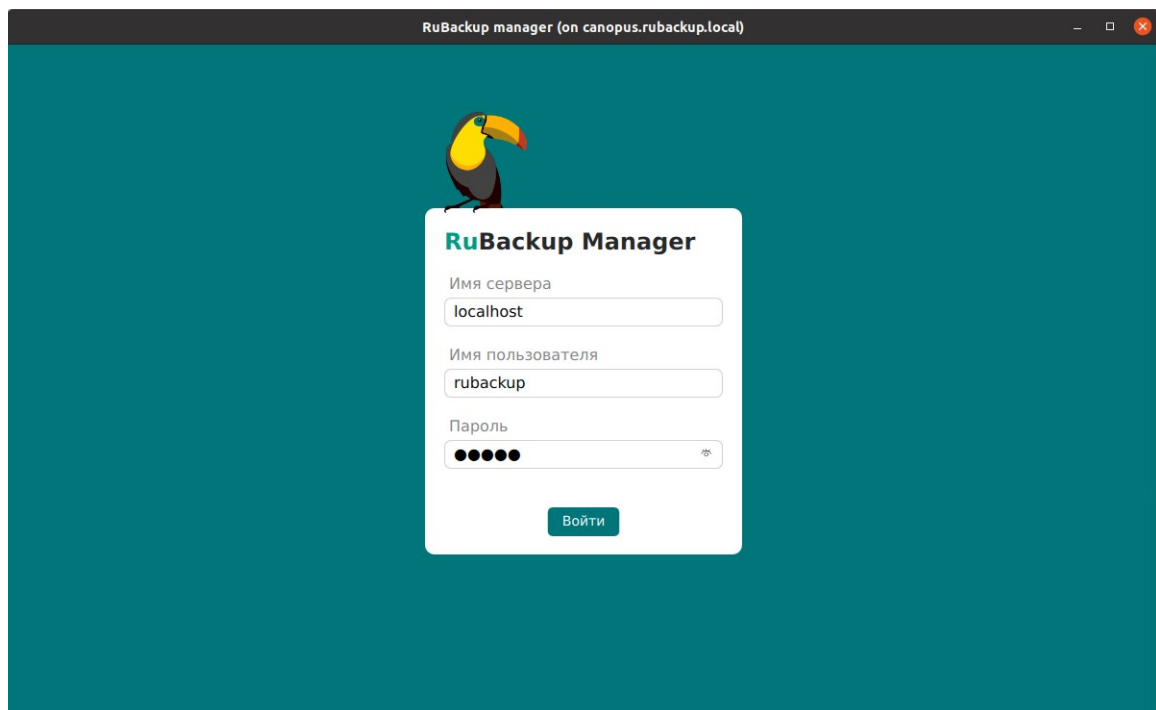 RuBackup manager (on canopus.rubackup.local)
RuBackup Manager
Имя сервера
localhost
Имя пользователя
rubackup
Пароль
●●●●●
Войти